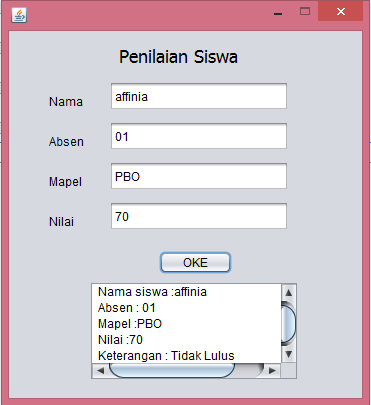 Penilaian Siswa
Nama affinia
Absen 01
Mapel PBO
Nilai 70
OKE
Nama siswa :affinia
Absen : 01
Mapel :PBO
Nilai :70
Keterangan : Tidak Lulus